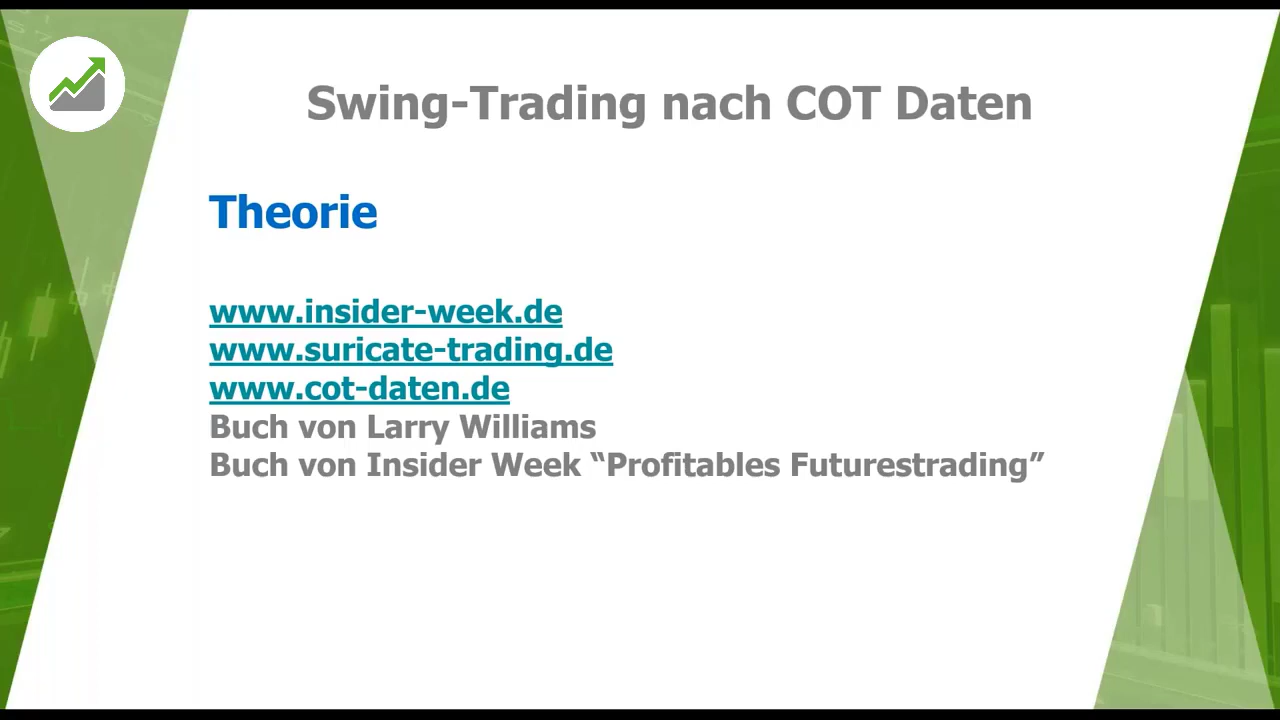 Swing-Trading nach COT Daten
Theorie
www.insider-week.de
www.suricate-trading.de
www.cot-daten.de
Buch von Larry Williams
Buch von Insider Week “Profitables Futurestrading”